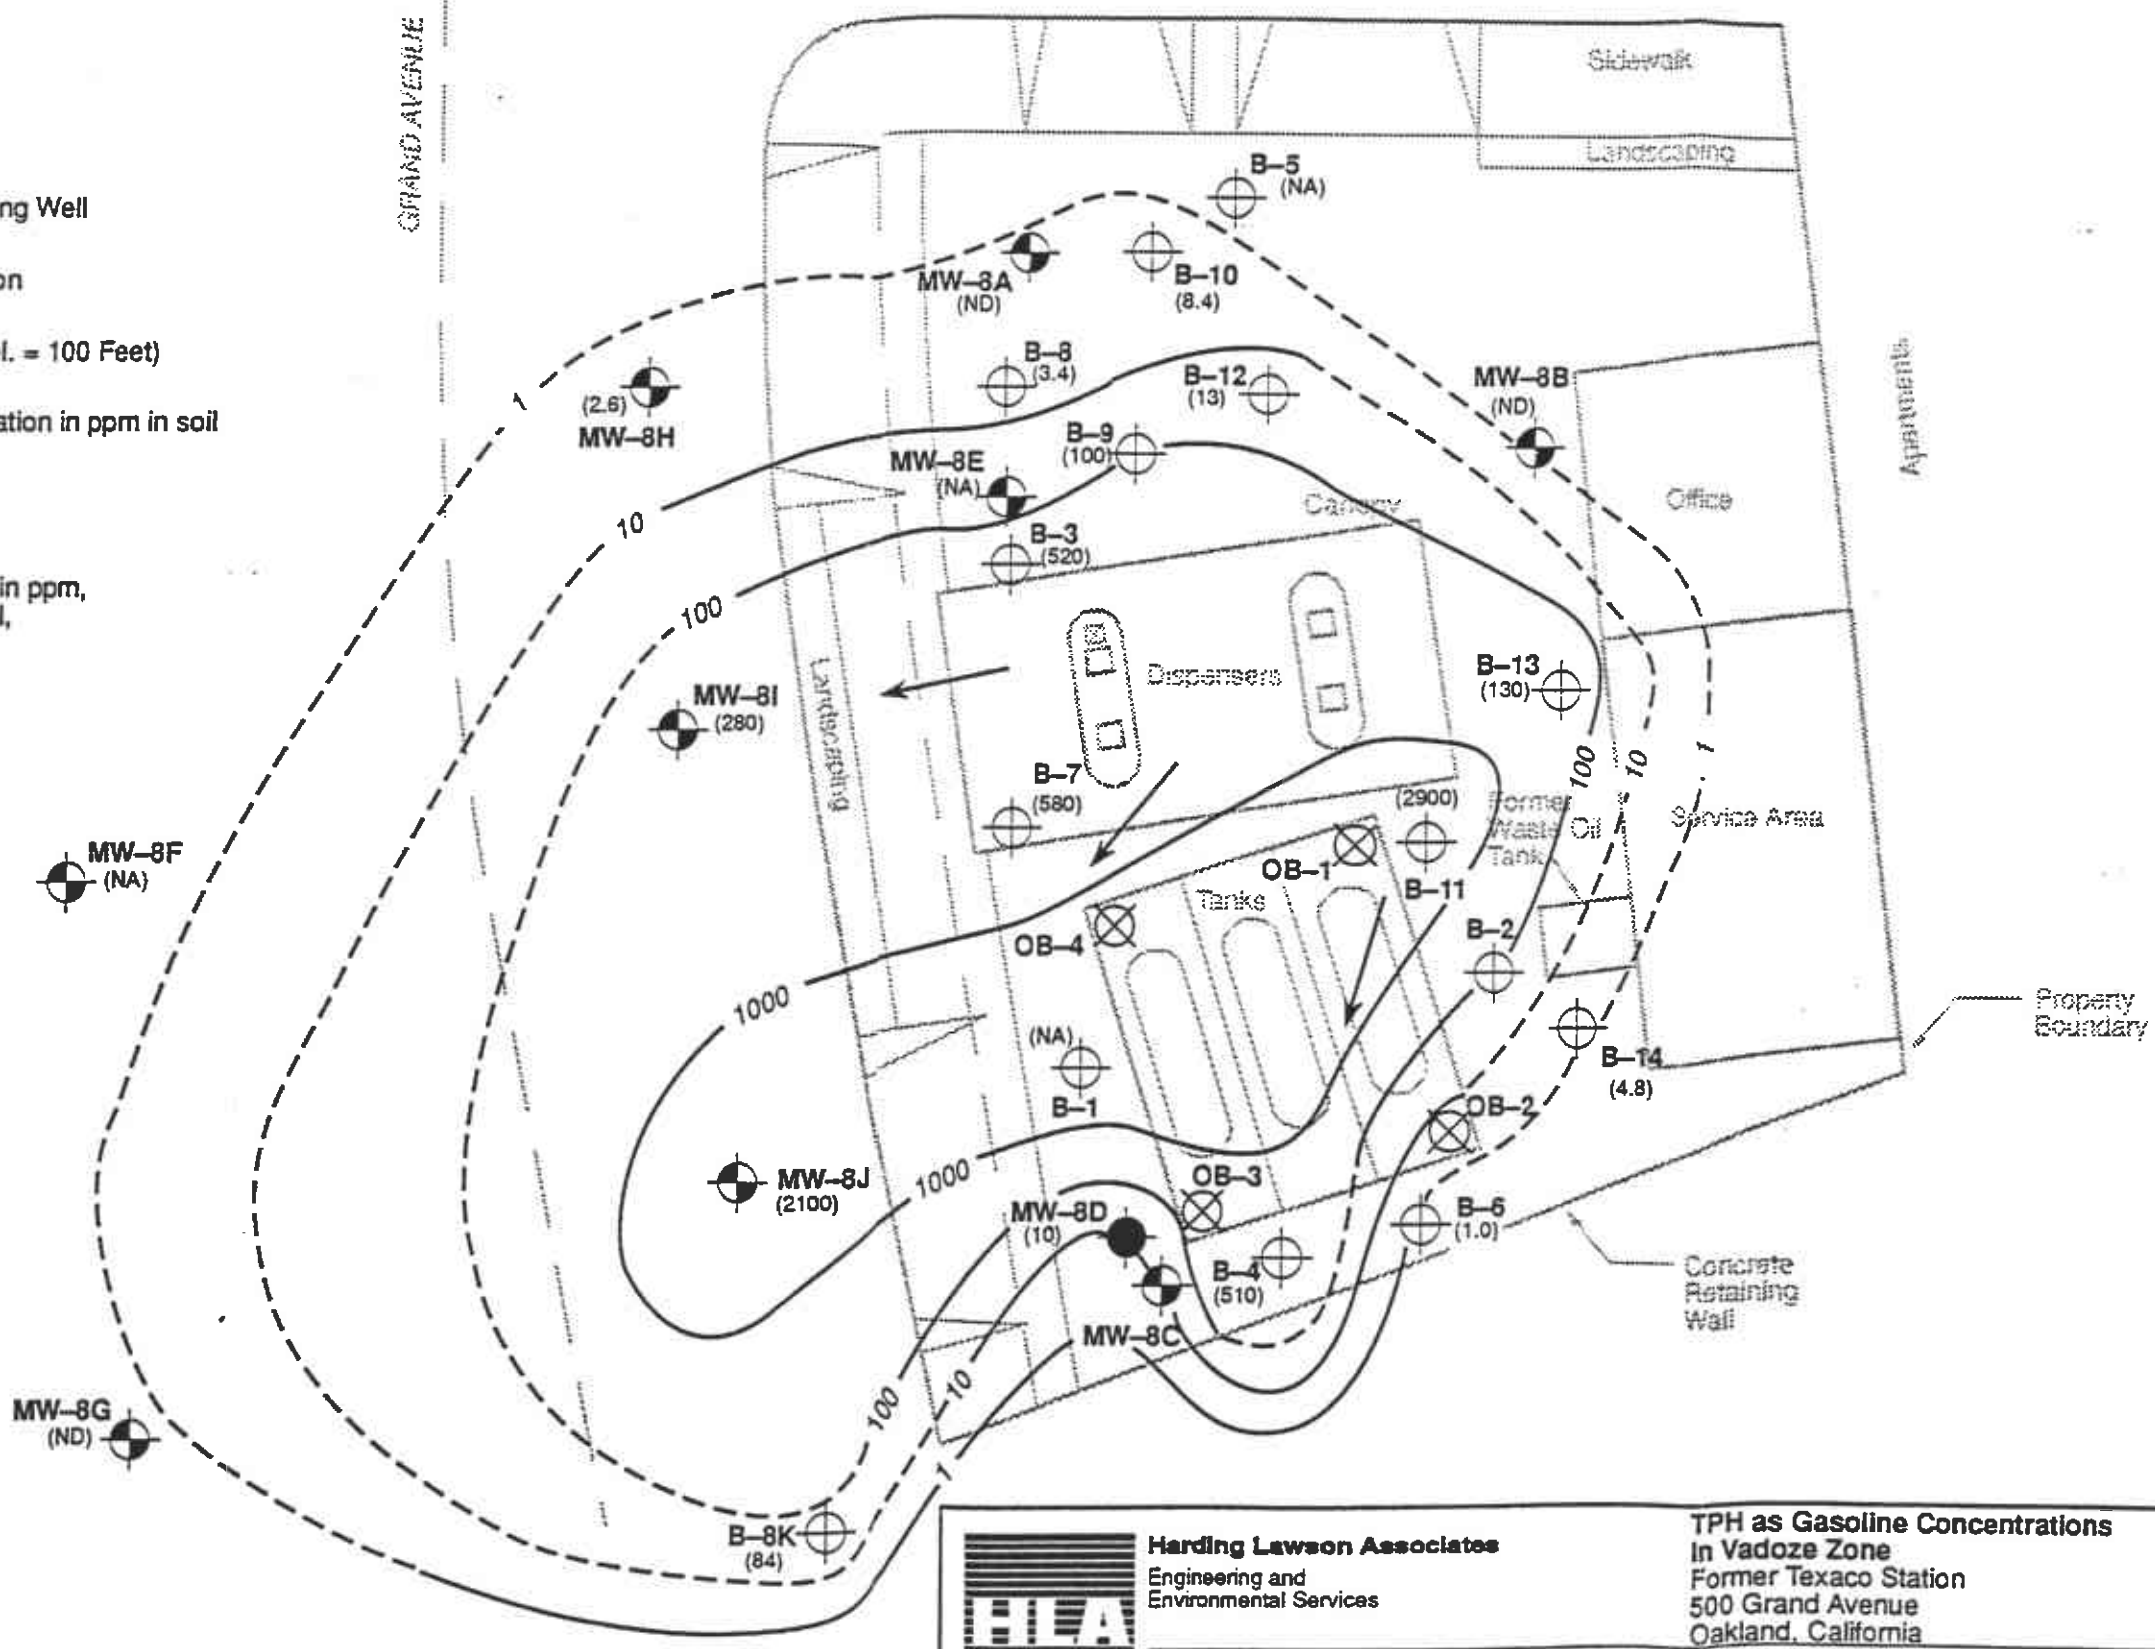 GRAND AVENUE
Sidewalk
Landscaping
ng Well
on
l. = 100 Feet)
ation in ppm in soil
in ppm,
B–5
(NA)
MW–8A
(ND)
B–10
(8.4)
B–8
(3.4)
B–12
(13)
MW–8B
(ND)
Apartments
1
(2.6)
MW–8H
10
B–9
(100)
MW–8E
(NA)
Canopy
Office
B–3
(520)
100
Dispensers
B–13
(130)
MW–8I
(280)
Landscaping
100
10
1
B–7
(580)
(2900)
Former
Waste Oil
Tank
Service Area
MW–8F
(NA)
OB–1
B–11
Tanks
OB–4
B–2
1000
Property
Boundary
(NA)
B–1
B–14
(4.8)
OB–2
MW–8J
(2100)
1000
OB–3
MW–8D
(10)
B–6
(1.0)
B–4
(510)
Concrete
Retaining
Wall
MW–8C
MW–8G
(ND)
100
10
1
B–8K
(84)
HLA
Harding Lawson Associates
Engineering and
Environmental Services
TPH as Gasoline Concentrations
In Vadoze Zone
Former Texaco Station
500 Grand Avenue
Oakland, California